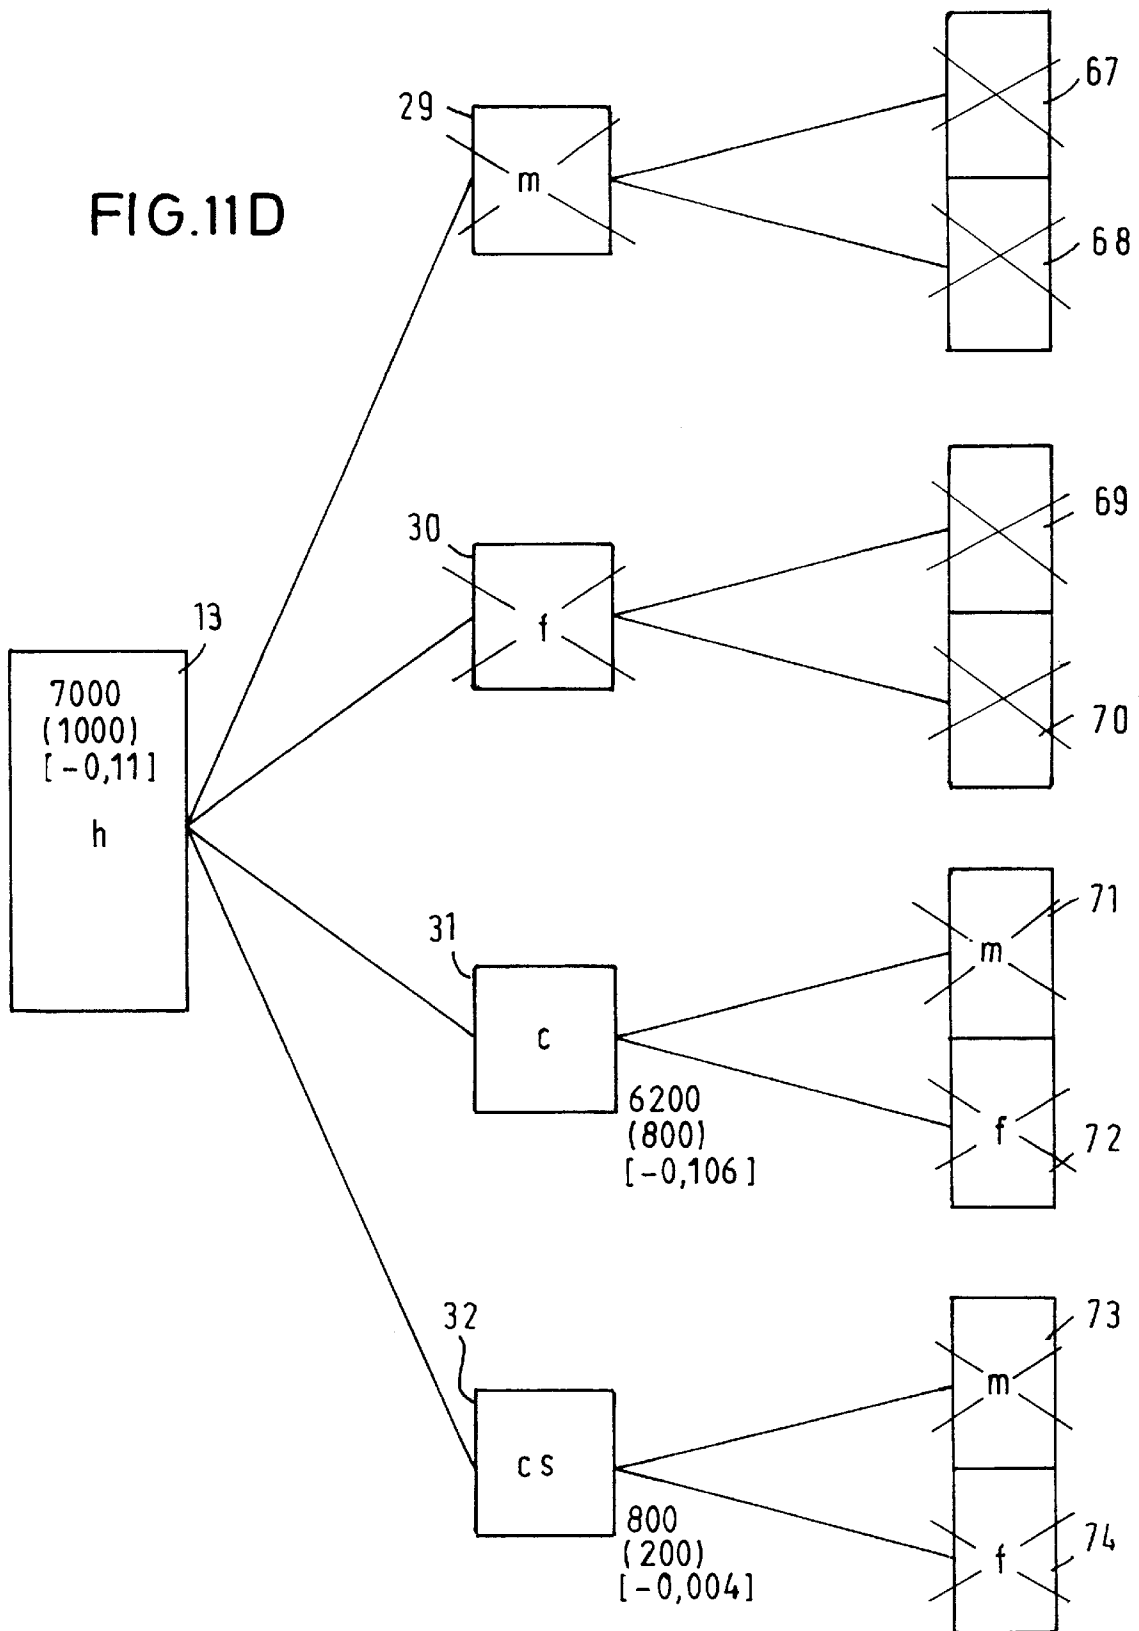 FIG.11D
29
m
67
68
30
f
69
70
13
7000
(1000)
[-0,11]
h
31
c
6200
(800)
[-0,106]
m
71
f
72
32
cs
800
(200)
[-0,004]
m
73
f
74